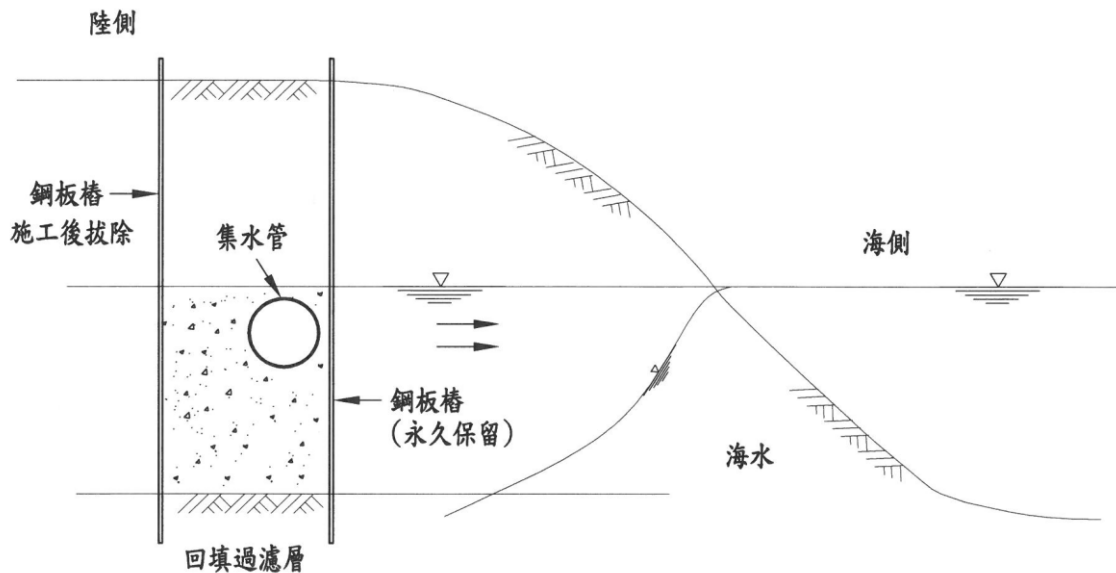 陸側
鋼板樁
施工後拔除
集水管
海側
鋼板樁
(永久保留)
海水
回填過濾層